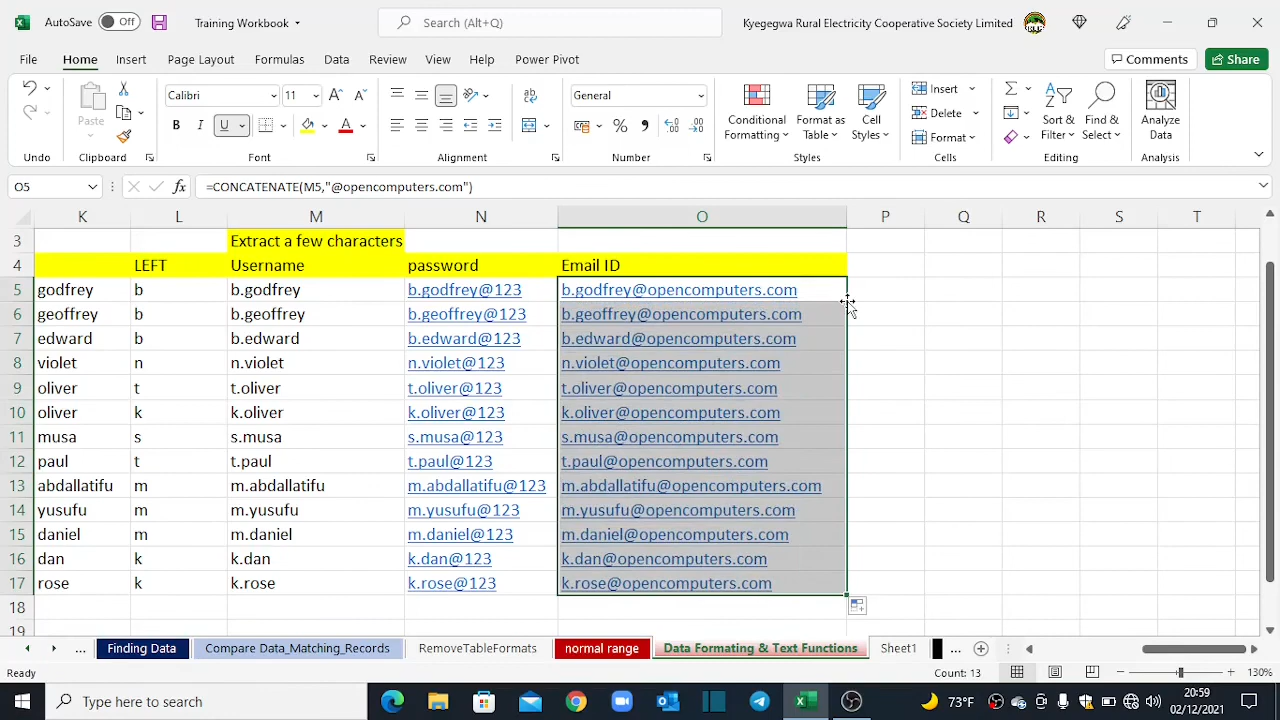 AutoSave Off Training Workbook Search (Alt+Q) Kyegegwa Rural Electricity Cooperative Society Limited
File Home Insert Page Layout Formulas Data Review View Help Power Pivot Comments Share
Calibri 11 General Insert
Paste B I U Conditional Formatting Format as Table Cell Styles Delete Sort & Filter Find & Select Analyze Data
Format
Undo Clipboard Font Alignment Number Styles Cells Editing Analysis
O5 fx =CONCATENATE(M5,"@opencomputers.com")
K L M N O P Q R S T
3 Extract a few characters
4 LEFT Username password Email ID
5 godfrey b b.godfrey b.godfrey@123 b.godfrey@opencomputers.com
6 geoffrey b b.geoffrey b.geoffrey@123 b.geoffrey@opencomputers.com
7 edward b b.edward b.edward@123 b.edward@opencomputers.com
8 violet n n.violet n.violet@123 n.violet@opencomputers.com
9 oliver t t.oliver t.oliver@123 t.oliver@opencomputers.com
10 oliver k k.oliver k.oliver@123 k.oliver@opencomputers.com
11 musa s s.musa s.musa@123 s.musa@opencomputers.com
12 paul t t.paul t.paul@123 t.paul@opencomputers.com
13 abdallatifu m m.abdallatifu m.abdallatifu@123 m.abdallatifu@opencomputers.com
14 yusufu m m.yusufu m.yusufu@123 m.yusufu@opencomputers.com
15 daniel m m.daniel m.daniel@123 m.daniel@opencomputers.com
16 dan k k.dan k.dan@123 k.dan@opencomputers.com
17 rose k k.rose k.rose@123 k.rose@opencomputers.com
18
19
... Finding Data Compare Data_Matching_Records RemoveTableFormats normal range Data Formating & Text Functions Sheet1 ...
Ready Count: 13 130%
Type here to search 73°F 20:59
02/12/2021